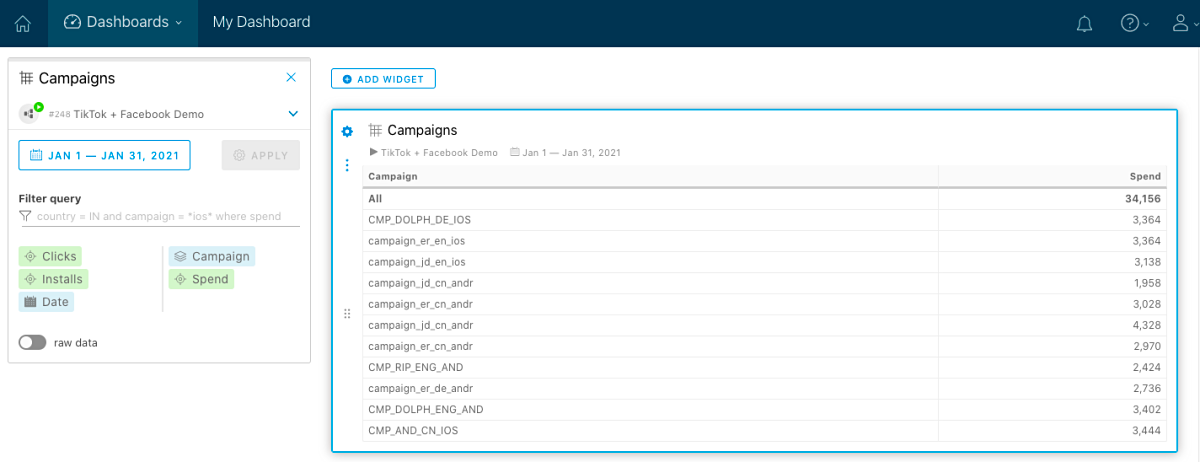 Dashboards My Dashboard
Campaigns
#248 TikTok + Facebook Demo
JAN 1 — JAN 31, 2021 APPLY
Filter query
country = IN and campaign = *ios* where spend
Clicks Campaign
Installs Spend
Date
raw data
ADD WIDGET
Campaigns
TikTok + Facebook Demo Jan 1 — Jan 31, 2021
Campaign Spend
All 34,156
CMP_DOLPH_DE_IOS 3,364
campaign_er_en_ios 3,364
campaign_jd_en_ios 3,138
campaign_jd_cn_andr 1,958
campaign_er_cn_andr 3,028
campaign_jd_cn_andr 4,328
campaign_er_cn_andr 2,970
CMP_RIP_ENG_AND 2,424
campaign_er_de_andr 2,736
CMP_DOLPH_ENG_AND 3,402
CMP_AND_CN_IOS 3,444